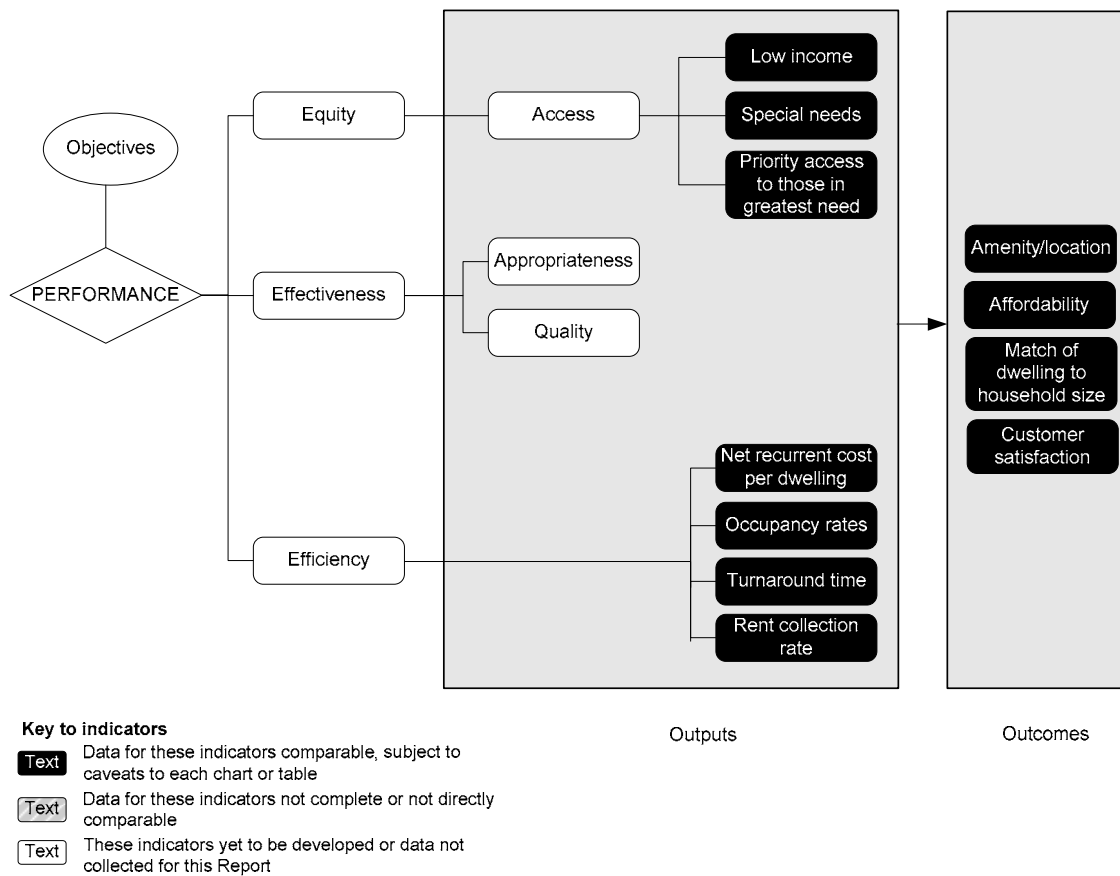 Objectives
PERFORMANCE
Equity
Access
Low income
Special needs
Priority access
to those in
greatest need
Effectiveness
Appropriateness
Quality
Efficiency
Net recurrent cost
per dwelling
Occupancy rates
Turnaround time
Rent collection
rate
Amenity/location
Affordability
Match of
dwelling to
household size
Customer
satisfaction
Outputs
Outcomes
Key to indicators
Text
Data for these indicators comparable, subject to
caveats to each chart or table
Text
Data for these indicators not complete or not directly
comparable
Text
These indicators yet to be developed or data not
collected for this Report